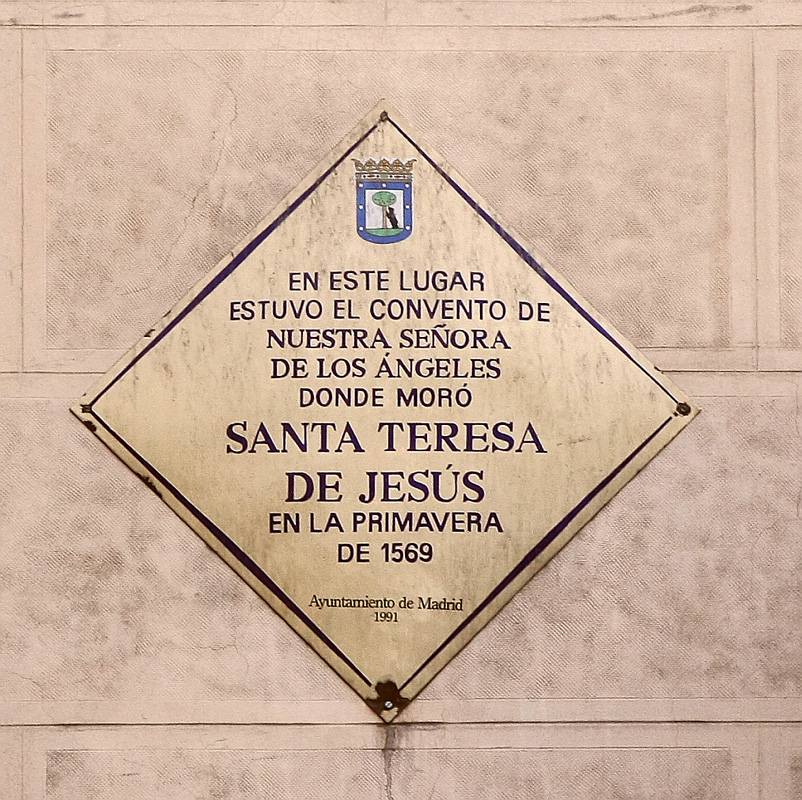 EN ESTE LUGAR
ESTUVO EL CONVENTO DE
NUESTRA SEÑORA
DE LOS ÁNGELES
DONDE MORÓ
SANTA TERESA
DE JESÚS
EN LA PRIMAVERA
DE 1569
Ayuntamiento de Madrid
1991